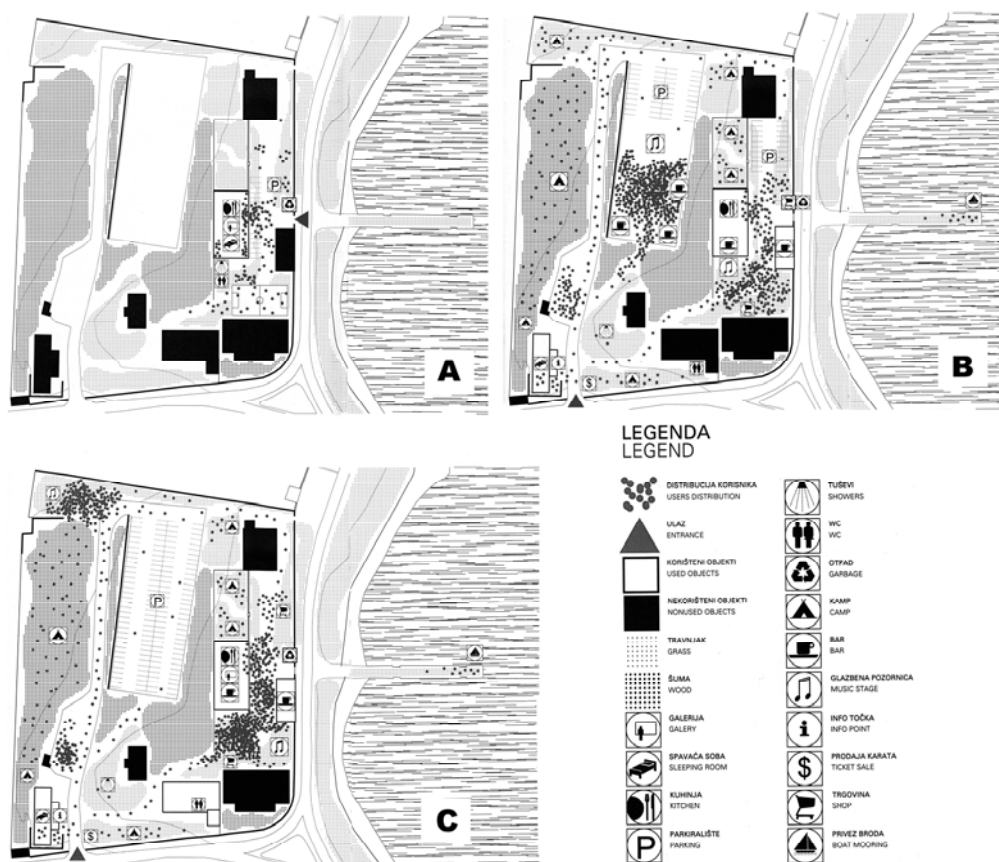 A
B
LEGENDA
LEGEND
DISTRIBUCIJA KORISNIKA
USERS DISTRIBUTION
ULAZ
ENTRANCE
KORIŠTENI OBJEKTI
USED OBJECTS
NEKORIŠTENI OBJEKTI
NONUSED OBJECTS
TRAVNJAK
GRASS
ŠUMA
WOOD
GALERIJA
GALERY
SPAVAĆA SOBA
SLEEPING ROOM
KUHINJA
KITCHEN
P
PARKIRALIŠTE
PARKING
TUŠEVI
SHOWERS
WC
WC
OTPAD
GARBAGE
KAMP
CAMP
BAR
BAR
GLAZBENA POZORNICA
MUSIC STAGE
i
INFO TOČKA
INFO POINT
$
PRODAJA KARATA
TICKET SALE
TRGOVINA
SHOP
PRIVEZ BRODA
BOAT MOORING
C
P
P
P
P
$
$
i
i